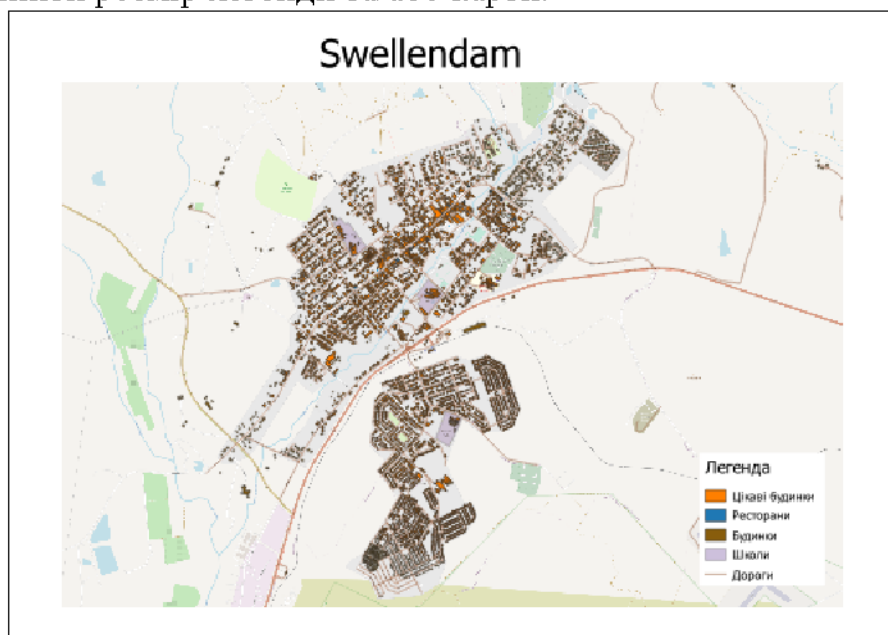 Swellendam
Легенда
Цікаві будинки
Ресторани
Будинки
Школи
Дороги